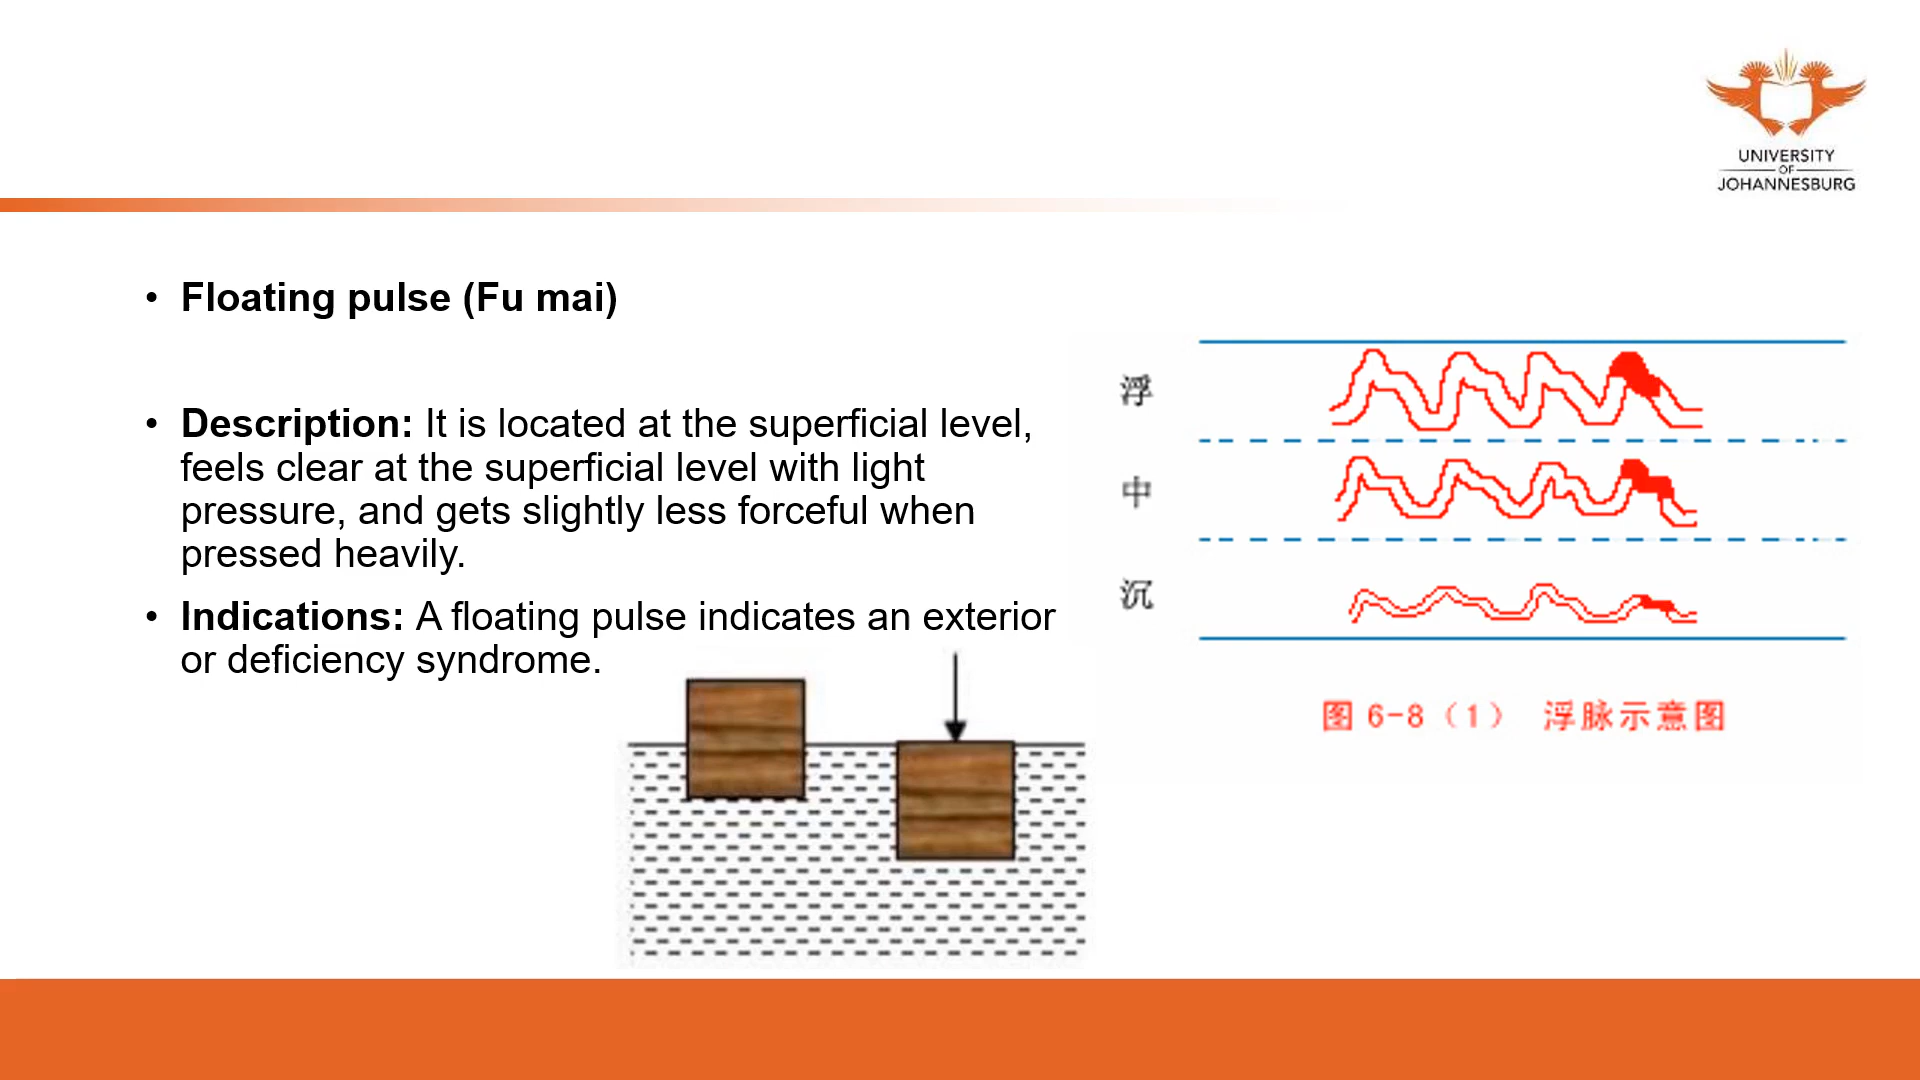 UNIVERSITY
OF
JOHANNESBURG
• Floating pulse (Fu mai)
• Description: It is located at the superficial level,
feels clear at the superficial level with light
pressure, and gets slightly less forceful when
pressed heavily.
• Indications: A floating pulse indicates an exterior
or deficiency syndrome.
浮
中
沉
图 6-8（1） 浮脉示意图